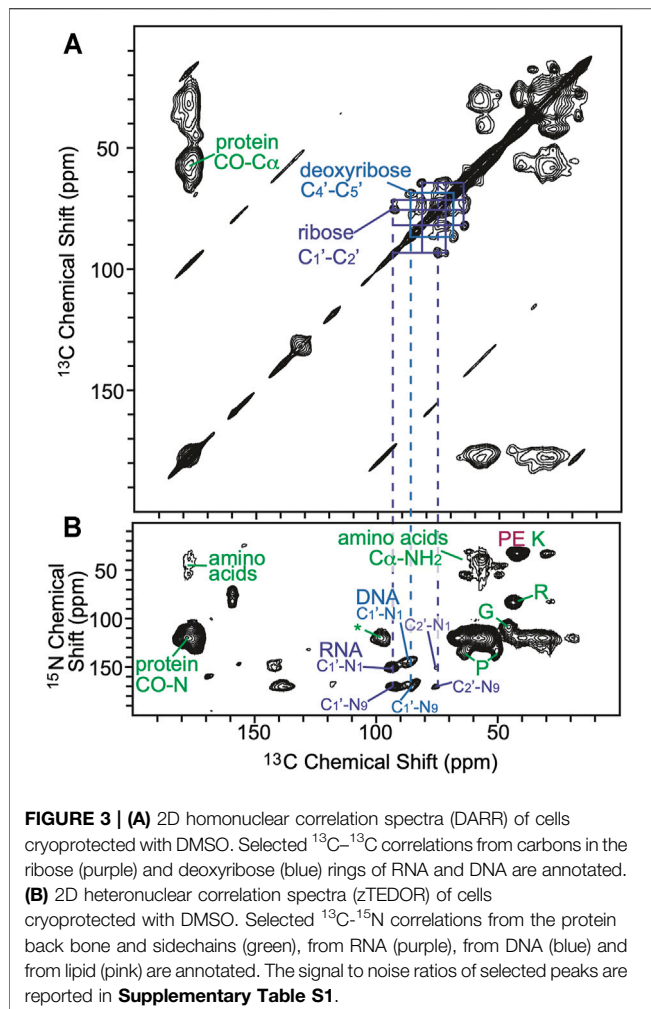 A
50
100
150
13C Chemical Shift (ppm)
protein
CO-Cα
deoxyribose
C4'-C5'
ribose
C1'-C2'
B
50
100
150
15N Chemical
Shift (ppm)
amino
acids
protein
CO-N
*
amino acids
Cα-NH2
PE K
R
G
P
DNA
C1'-N1
C2'-N1
RNA
C1'-N1
C1'-N9
C1'-N9
C2'-N9
150 100 50
13C Chemical Shift (ppm)
FIGURE 3 | (A) 2D homonuclear correlation spectra (DARR) of cells
cryoprotected with DMSO. Selected 13C–13C correlations from carbons in the
ribose (purple) and deoxyribose (blue) rings of RNA and DNA are annotated.
(B) 2D heteronuclear correlation spectra (zTEDOR) of cells
cryoprotected with DMSO. Selected 13C-15N correlations from the protein
back bone and sidechains (green), from RNA (purple), from DNA (blue) and
from lipid (pink) are annotated. The signal to noise ratios of selected peaks are
reported in Supplementary Table S1.